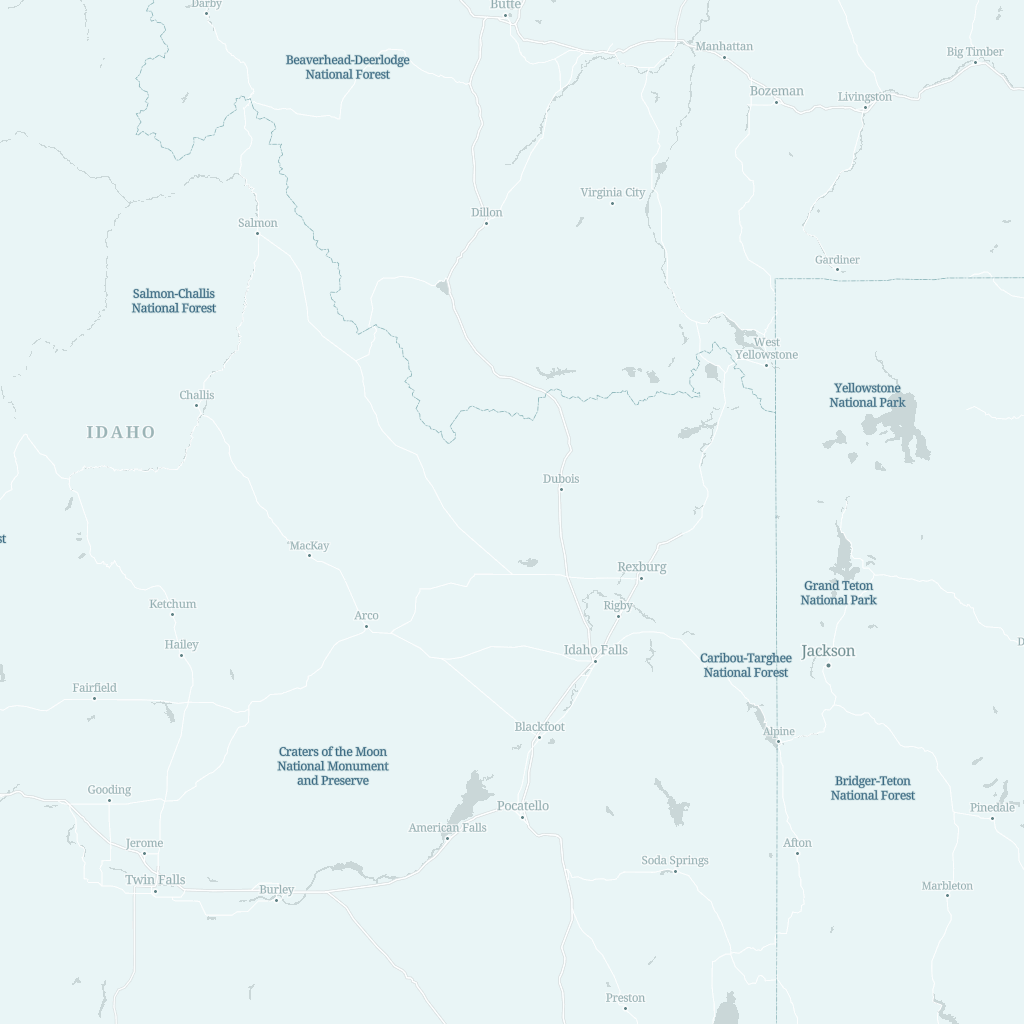 Darby
Butte
Manhattan
Big Timber
Beaverhead-Deerlodge
National Forest
Bozeman
Livingston
Virginia City
Dillon
Salmon
Gardiner
Salmon-Challis
National Forest
West
Yellowstone
Challis
Yellowstone
National Park
IDAHO
Dubois
st
MacKay
Rexburg
Grand Teton
National Park
Ketchum
Rigby
Arco
Hailey
Idaho Falls
Jackson
D
Caribou-Targhee
National Forest
Fairfield
Blackfoot
Alpine
Craters of the Moon
National Monument
and Preserve
Bridger-Teton
National Forest
Gooding
Pocatello
Pinedale
American Falls
Jerome
Afton
Soda Springs
Twin Falls
Burley
Marbleton
Preston